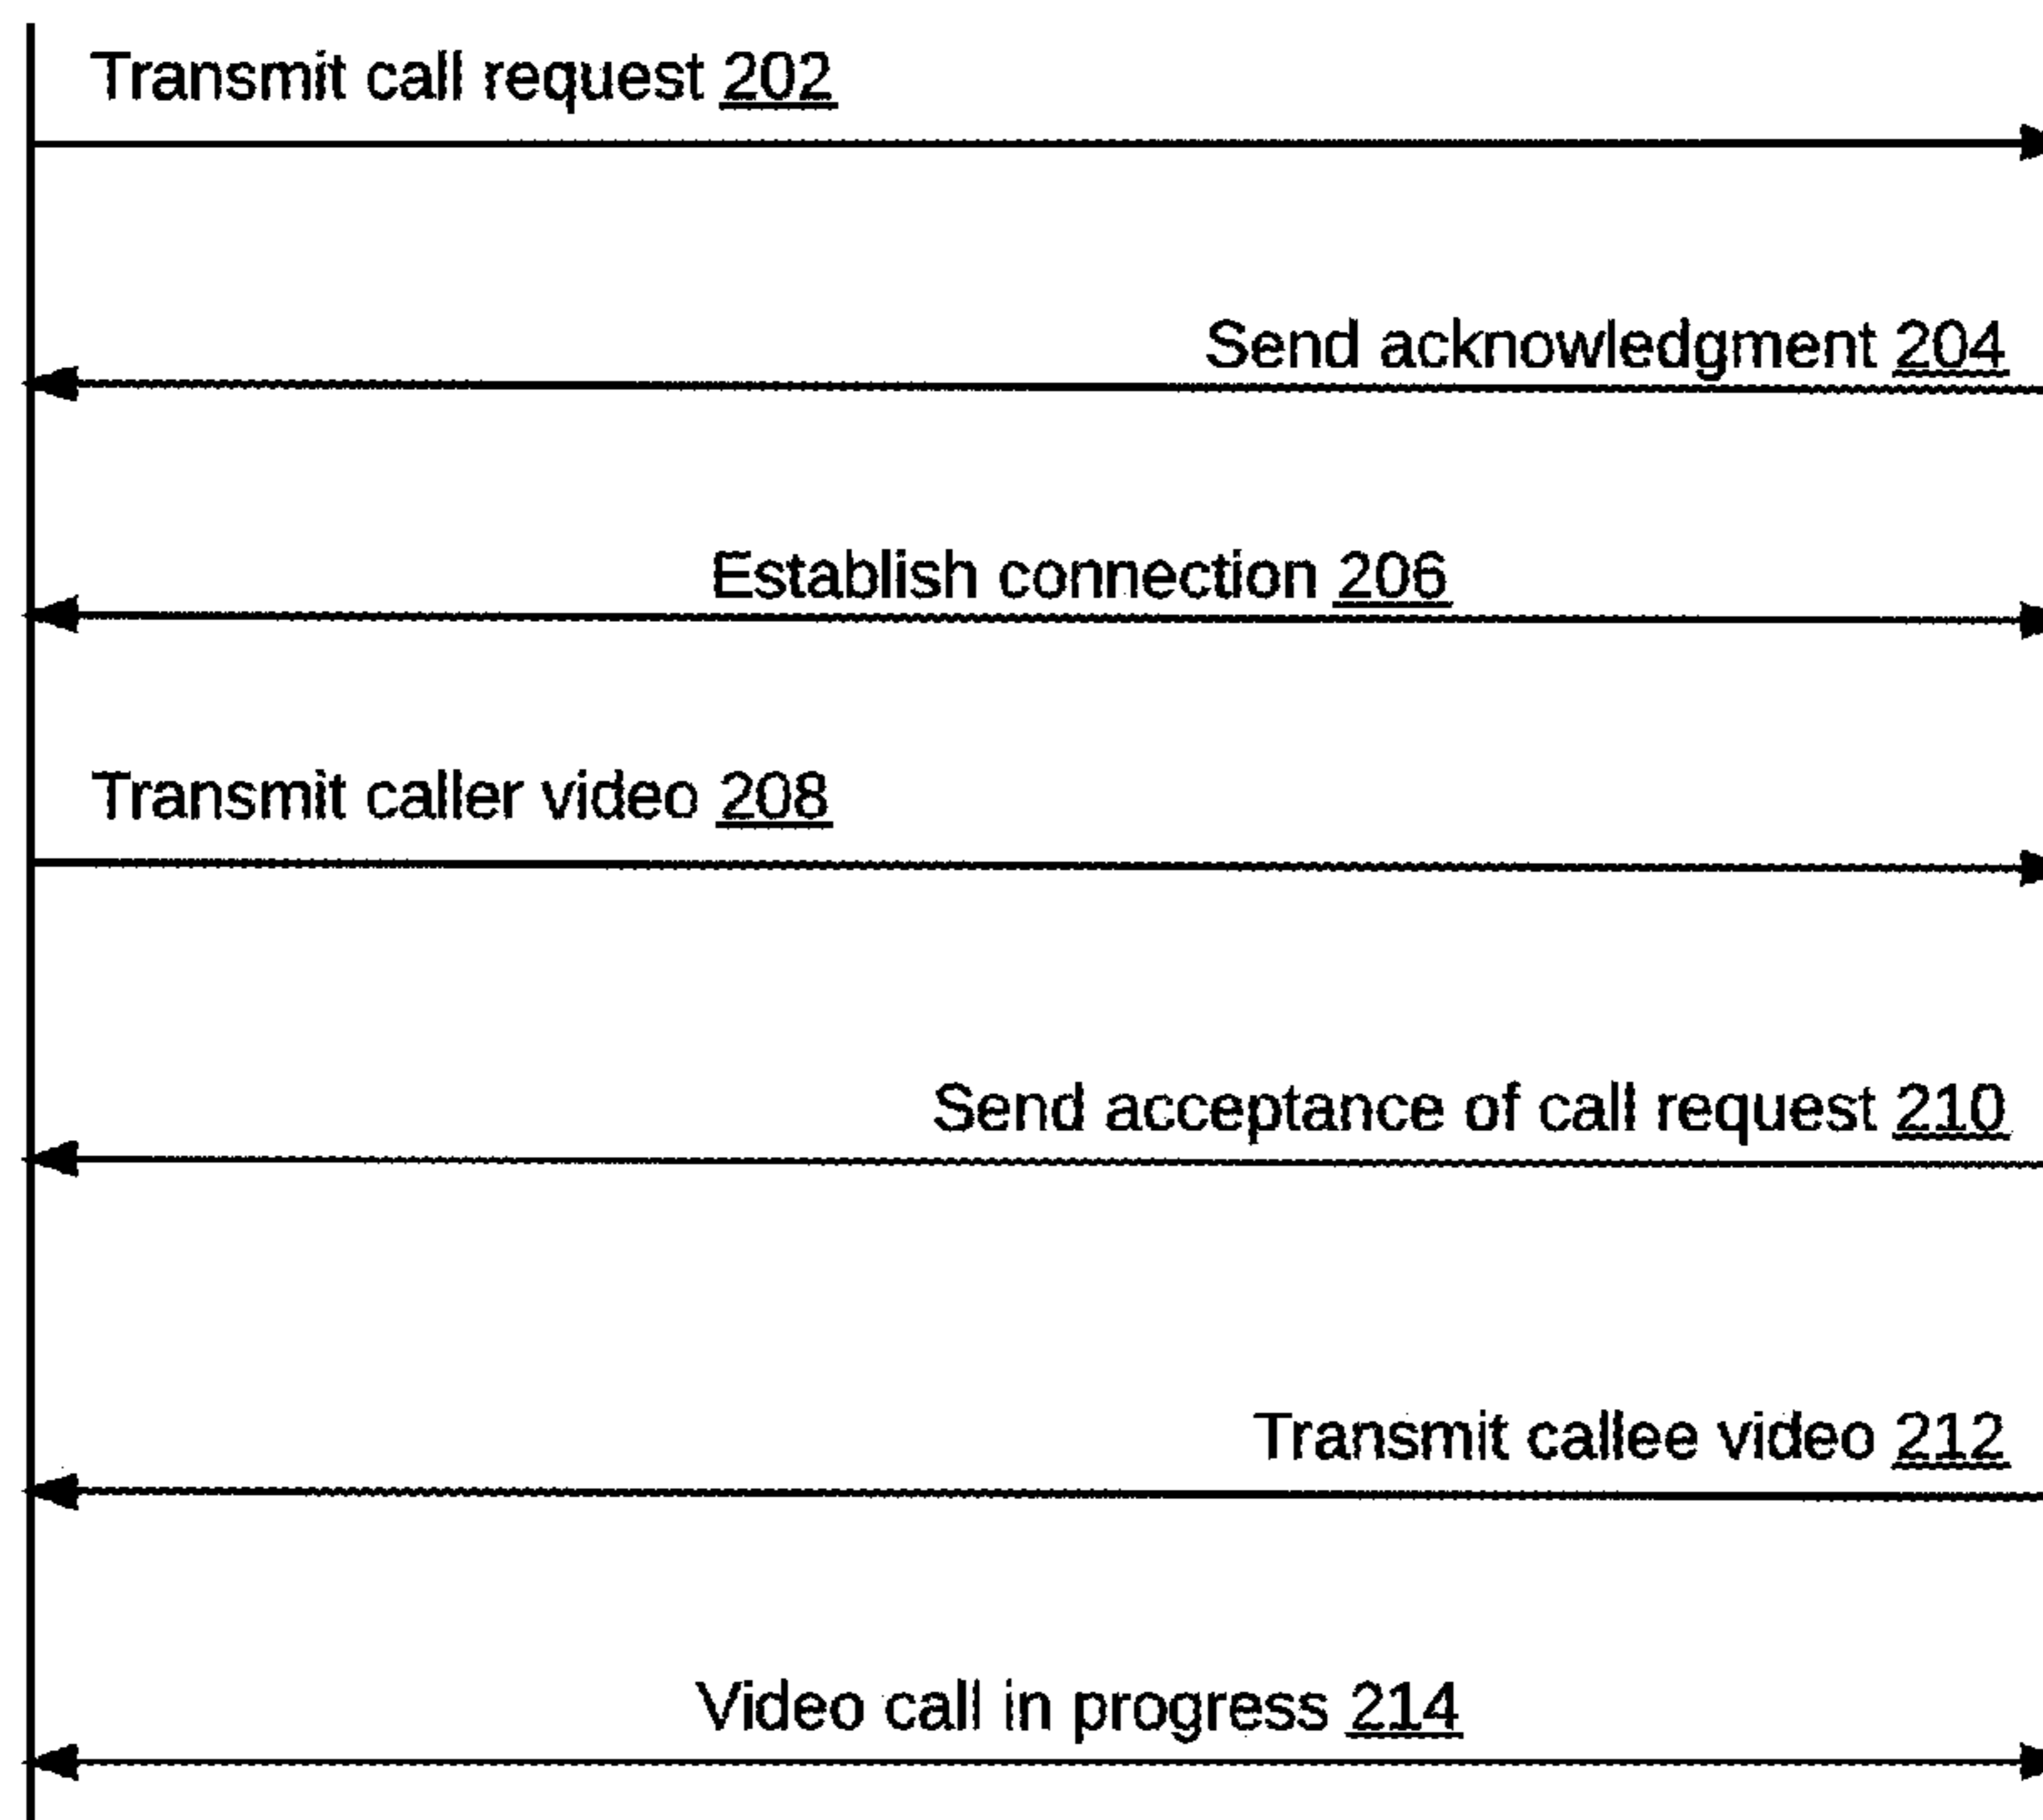 Transmit call request 202
Send acknowledgment 204
Establish connection 206
Transmit caller video 208
Send acceptance of call request 210
Transmit callee video 212
Video call in progress 214